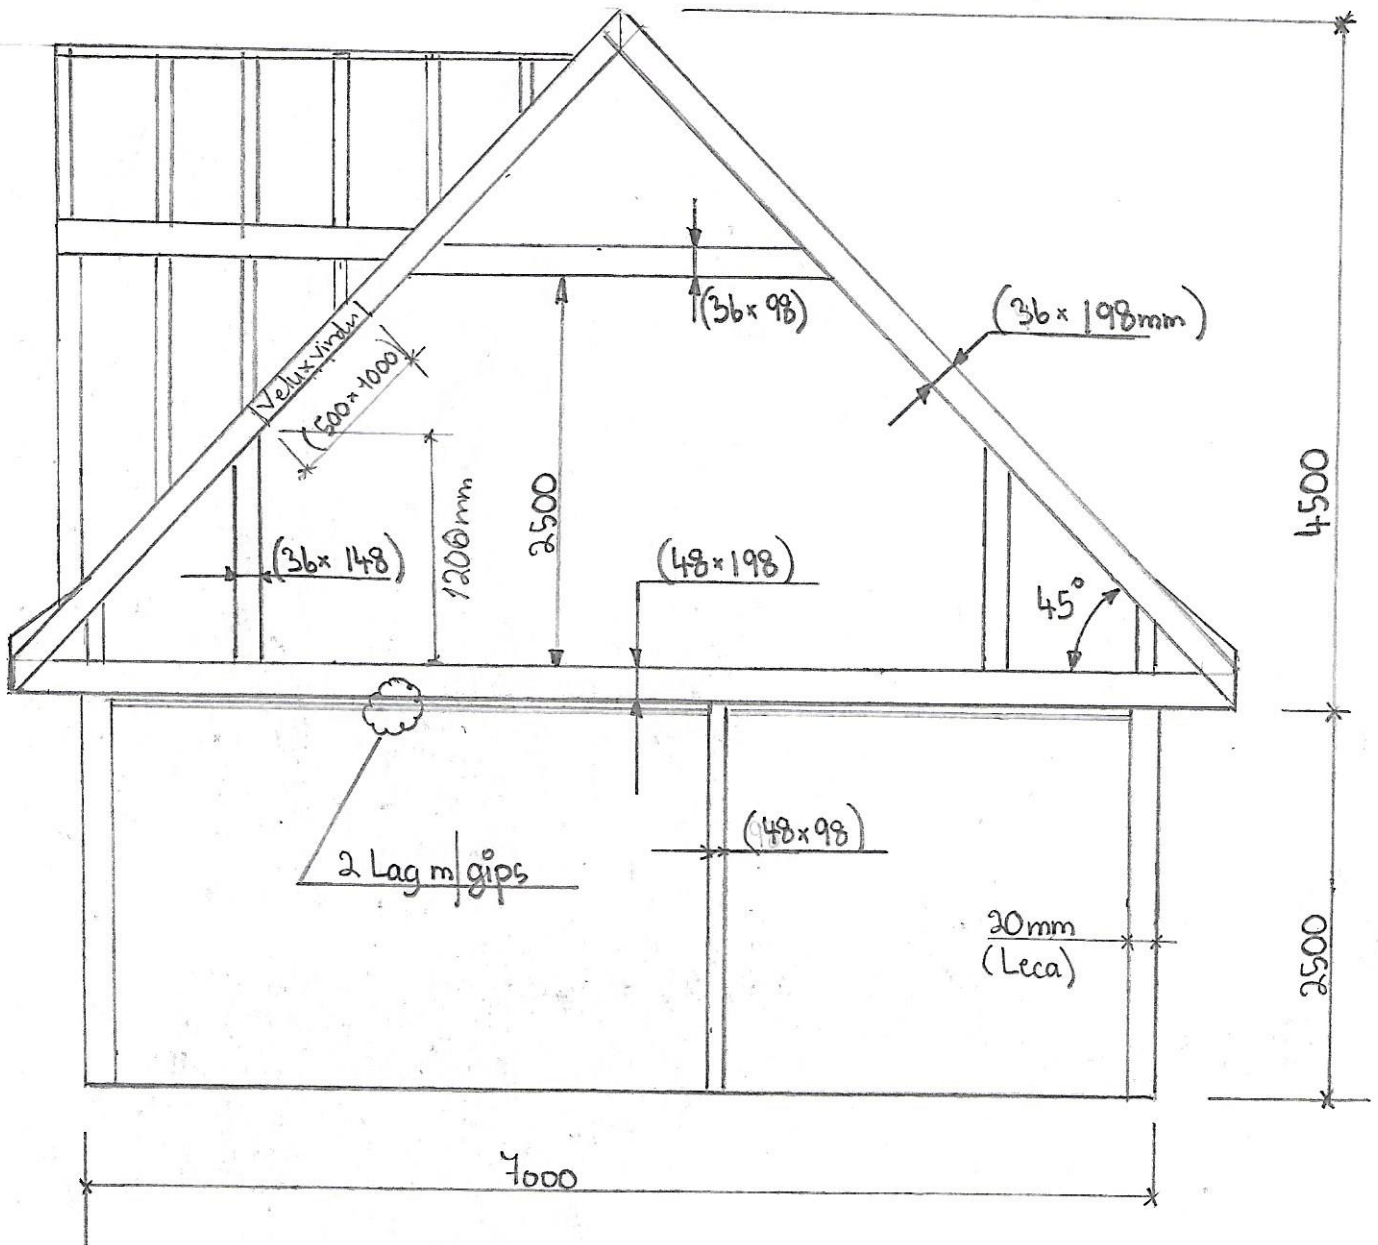 (36× 98)
(36× 198mm)
Velux vindu
(500×1000)
4500
1200mm
2500
(36× 148)
(48×198)
45°
2 Lag m/gips
(48×98)
20mm
(Leca)
2500
7000